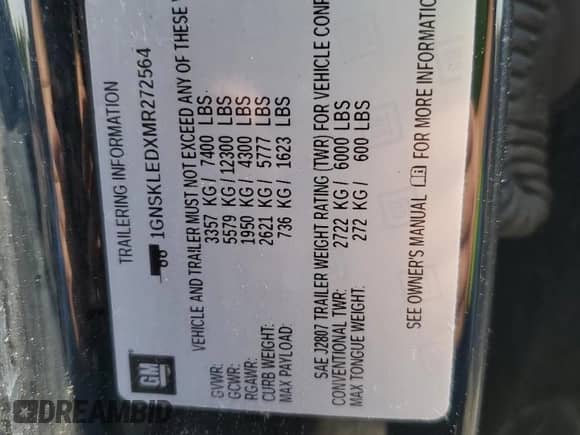 TRAILERING INFORMATION
1GNSKLEDXMR272564
GM
VEHICLE AND TRAILER MUST NOT EXCEED ANY OF THESE
GVWR: 3357 KG / 7400 LBS
GCWR: 5579 KG / 12300 LBS
RGAWR: 1950 KG / 4300 LBS
CURB WEIGHT: 2621 KG / 5777 LBS
MAX PAYLOAD: 736 KG / 1623 LBS
SAE J2807 TRAILER WEIGHT RATING (TWR) FOR VEHICLE CONF
CONVENTIONAL TWR: 2722 KG / 6000 LBS
MAX TONGUE WEIGHT: 272 KG / 600 LBS
SEE OWNER'S MANUAL FOR MORE INFORMATIO
DREAMBID